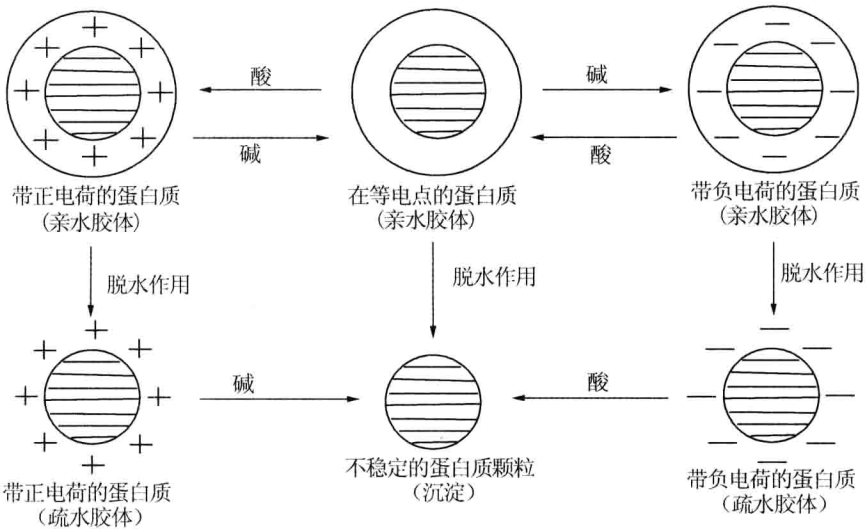 酸
碱
碱
酸
带正电荷的蛋白质
(亲水胶体)
在等电点的蛋白质
(亲水胶体)
带负电荷的蛋白质
(亲水胶体)
脱水作用
脱水作用
脱水作用
碱
酸
带正电荷的蛋白质
(疏水胶体)
不稳定的蛋白质颗粒
(沉淀)
带负电荷的蛋白质
(疏水胶体)